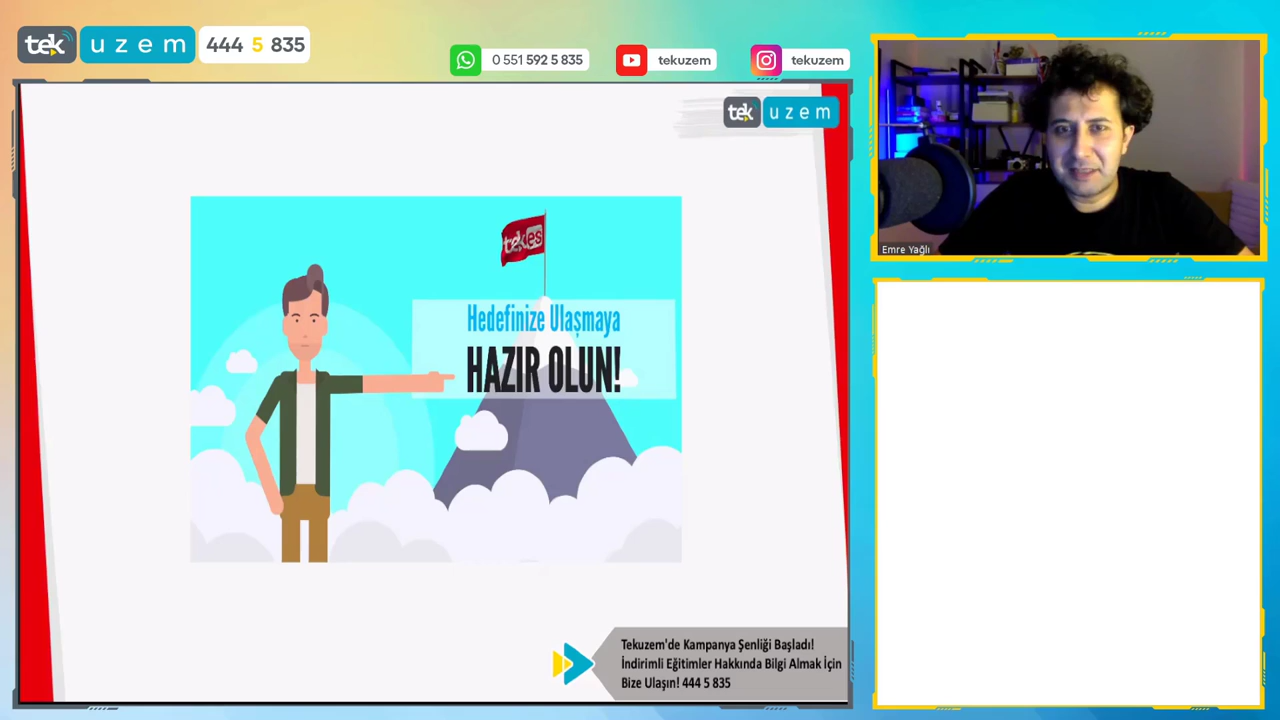 tek uzem 444 5 835
0 551 592 5 835
tekuzem
tekuzem
tek uzem
tekes
Hedefinize Ulaşmaya
HAZIR OLUN!
Tekuzem'de Kampanya Şenliği Başladı!
İndirimli Eğitimler Hakkında Bilgi Almak İçin
Bize Ulaşın! 444 5 835
Emre Yağlı